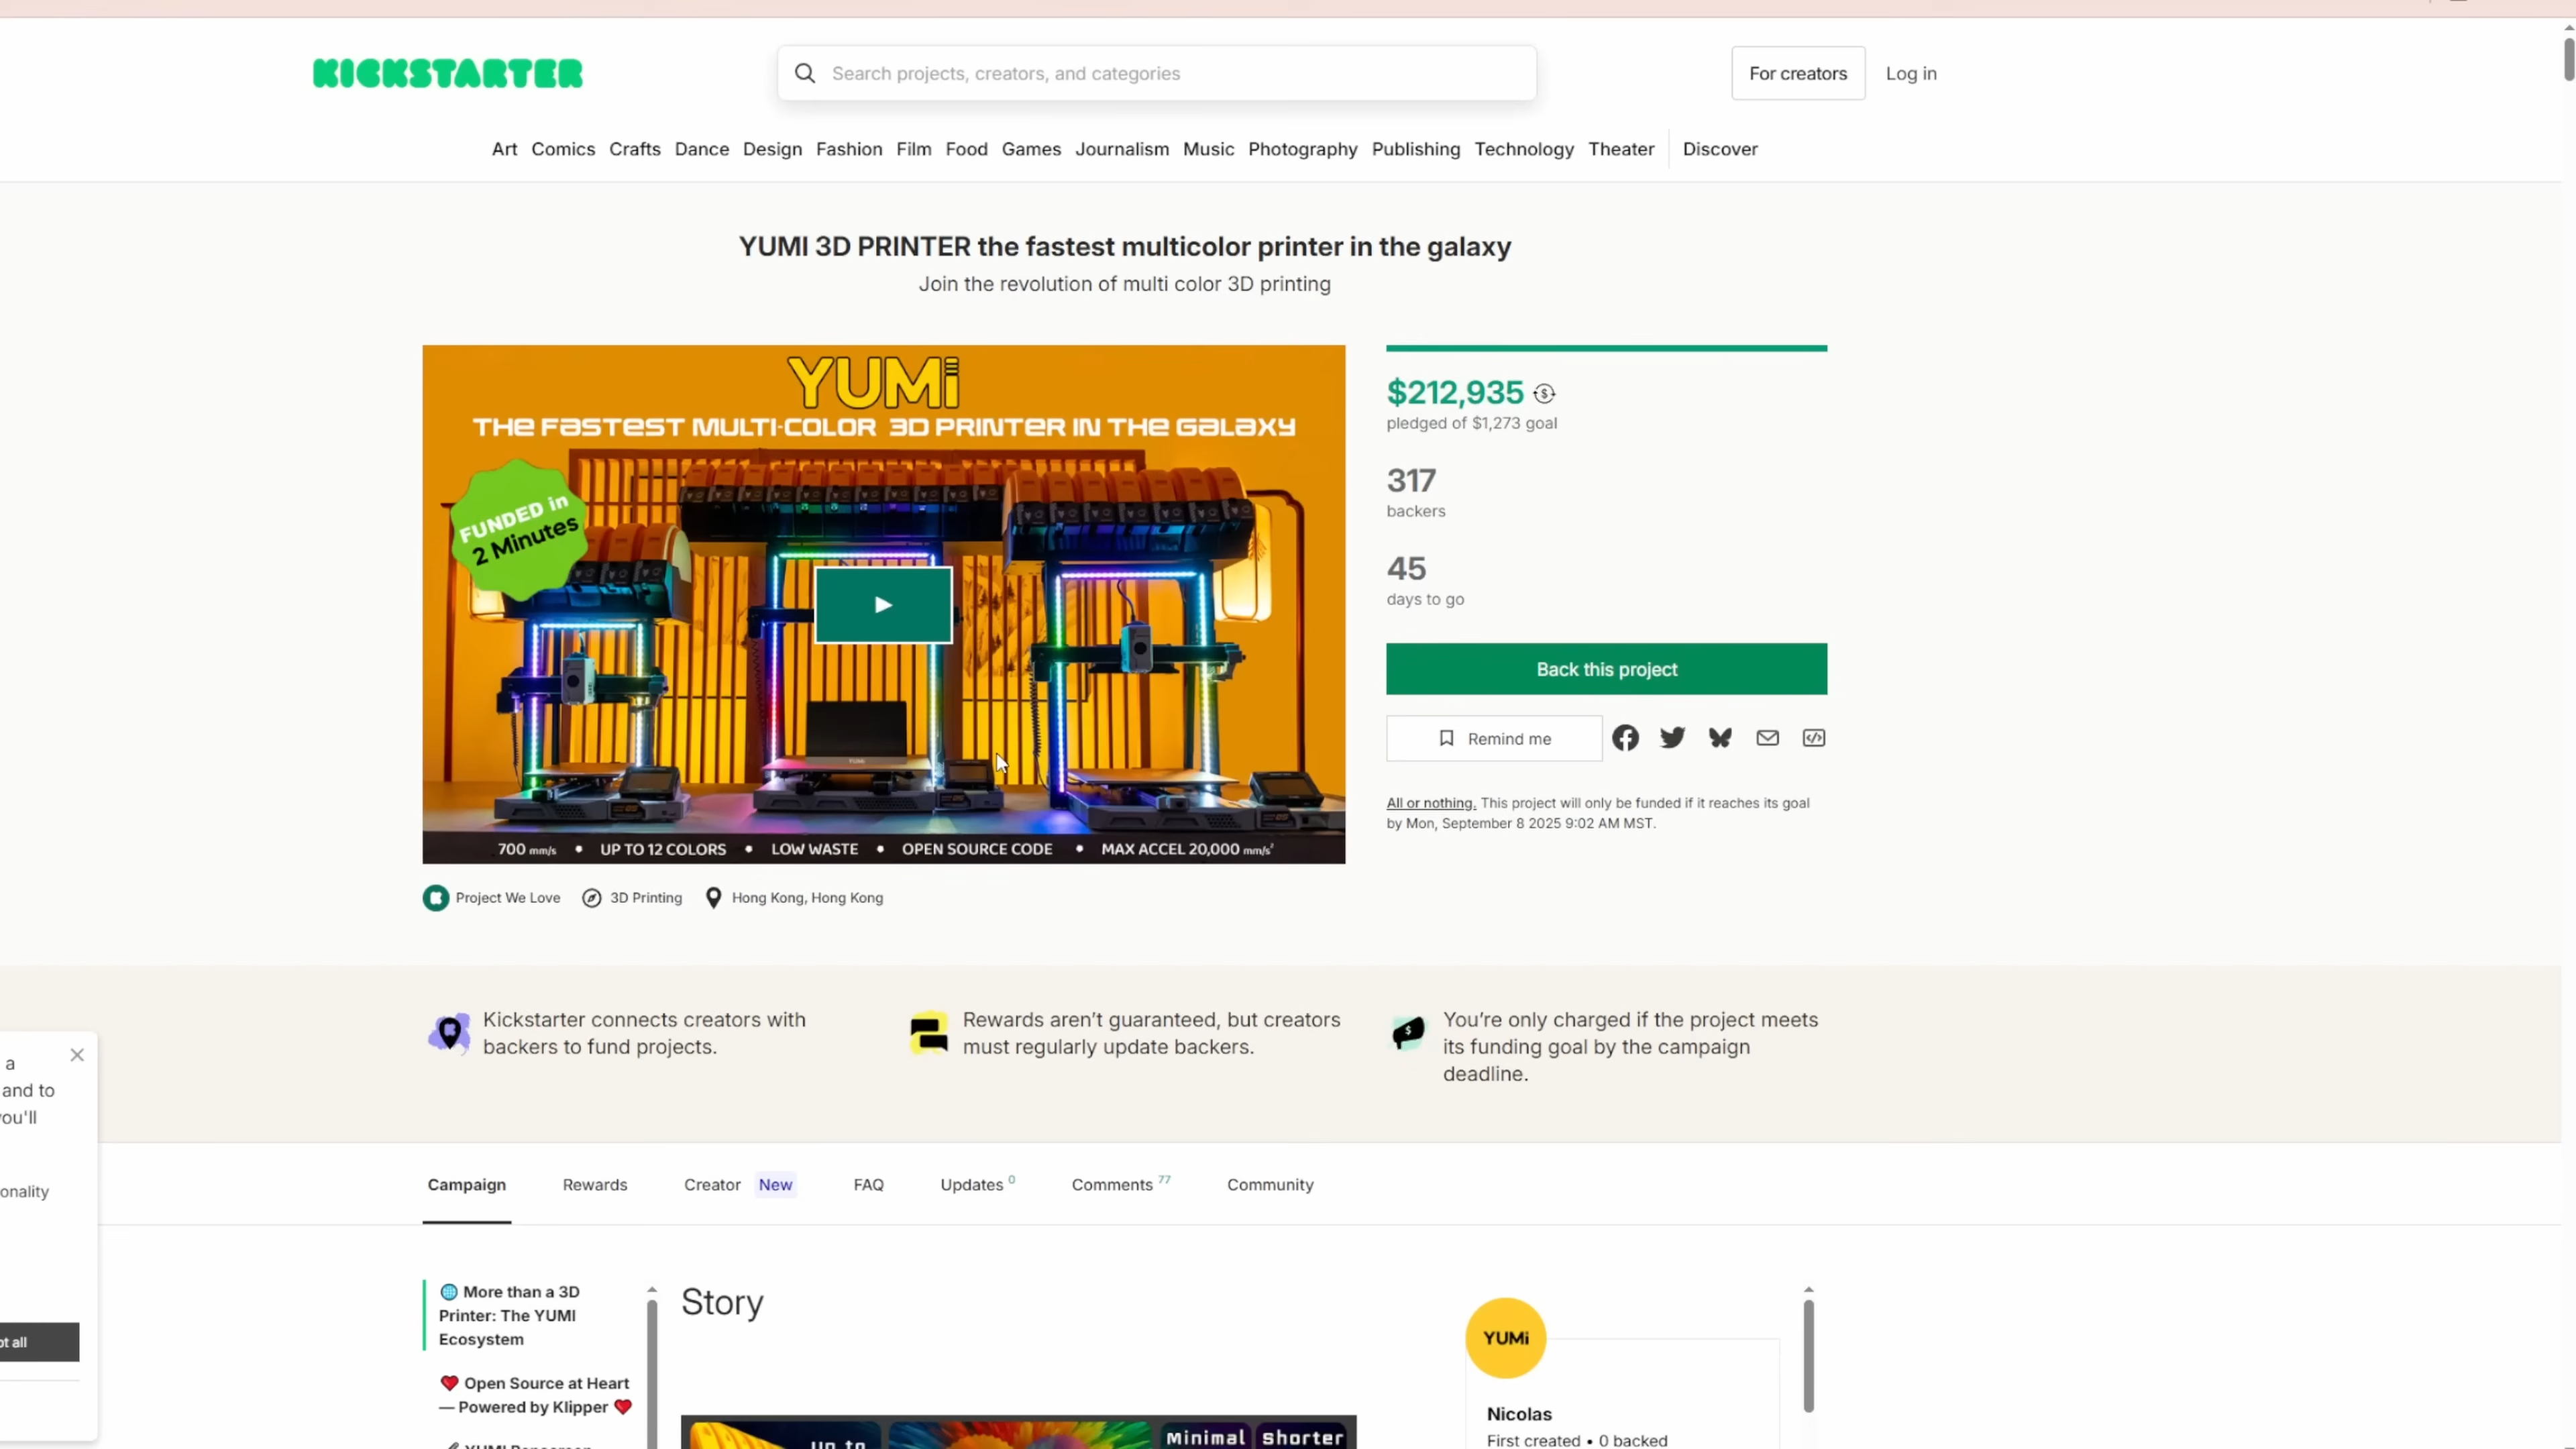 KICKSTARTER
Search projects, creators, and categories
For creators
Log in
Art Comics Crafts Dance Design Fashion Film Food Games Journalism Music Photography Publishing Technology Theater Discover
YUMI 3D PRINTER the fastest multicolor printer in the galaxy
Join the revolution of multi color 3D printing
YUMi
THE FASTEST MULTI-COLOR 3D PRINTER IN THE GALAXY
FUNDED in
2 Minutes
700 mm/s • UP TO 12 COLORS • LOW WASTE • OPEN SOURCE CODE • MAX ACCEL 20,000 mm/s²
$212,935
pledged of $1,273 goal
317
backers
45
days to go
Back this project
Remind me
All or nothing. This project will only be funded if it reaches its goal
by Mon, September 8 2025 9:02 AM MST.
Project We Love
3D Printing
Hong Kong, Hong Kong
Kickstarter connects creators with
backers to fund projects.
Rewards aren't guaranteed, but creators
must regularly update backers.
You're only charged if the project meets
its funding goal by the campaign
deadline.
a
and to
you'll
onality
ot all
Campaign Rewards Creator New FAQ Updates 0 Comments 77 Community
🌐 More than a 3D
Printer: The YUMI
Ecosystem
❤️ Open Source at Heart
— Powered by Klipper ❤️
Story
Up to
Minimal
Shorter
YUMi
Nicolas
First created • 0 backed